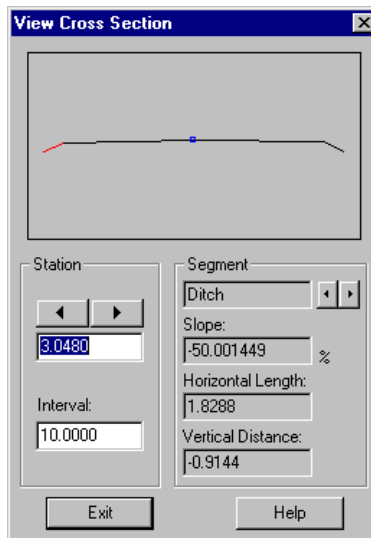 View Cross Section
Station
3.0480
Interval:
10.0000
Segment
Ditch
Slope:
-50.001449
%
Horizontal Length:
1.8288
Vertical Distance:
-0.9144
Exit
Help